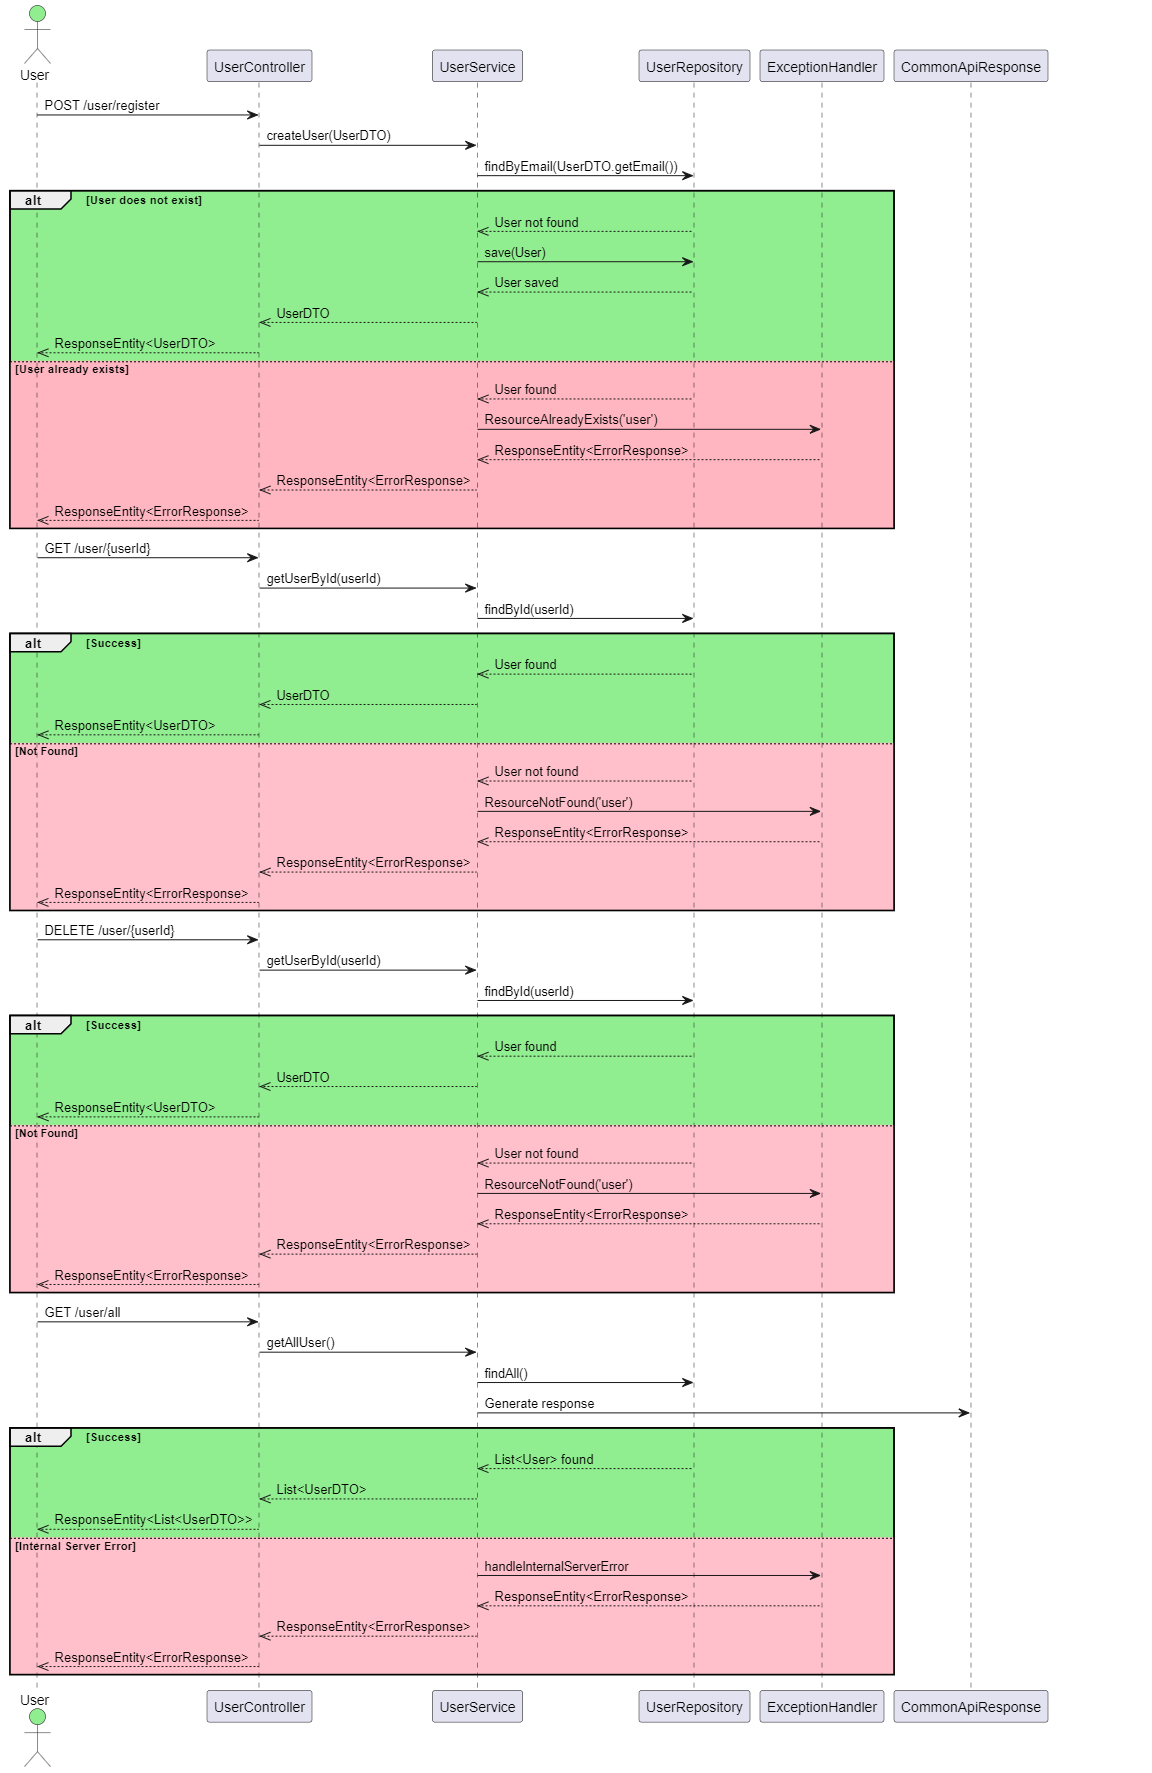 User
UserController
UserService
UserRepository
ExceptionHandler
CommonApiResponse
POST /user/register
createUser(UserDTO)
findByEmail(UserDTO.getEmail())
alt
[User does not exist]
User not found
save(User)
User saved
UserDTO
ResponseEntity<UserDTO>
[User already exists]
User found
ResourceAlreadyExists('user')
ResponseEntity<ErrorResponse>
ResponseEntity<ErrorResponse>
ResponseEntity<ErrorResponse>
GET /user/{userId}
getUserById(userId)
findById(userId)
alt
[Success]
User found
UserDTO
ResponseEntity<UserDTO>
[Not Found]
User not found
ResourceNotFound('user')
ResponseEntity<ErrorResponse>
ResponseEntity<ErrorResponse>
ResponseEntity<ErrorResponse>
DELETE /user/{userId}
getUserById(userId)
findById(userId)
alt
[Success]
User found
UserDTO
ResponseEntity<UserDTO>
[Not Found]
User not found
ResourceNotFound('user')
ResponseEntity<ErrorResponse>
ResponseEntity<ErrorResponse>
ResponseEntity<ErrorResponse>
GET /user/all
getAllUser()
findAll()
Generate response
alt
[Success]
List<User> found
List<UserDTO>
ResponseEntity<List<UserDTO>>
[Internal Server Error]
handleInternalServerError
ResponseEntity<ErrorResponse>
ResponseEntity<ErrorResponse>
ResponseEntity<ErrorResponse>
User
UserController
UserService
UserRepository
ExceptionHandler
CommonApiResponse